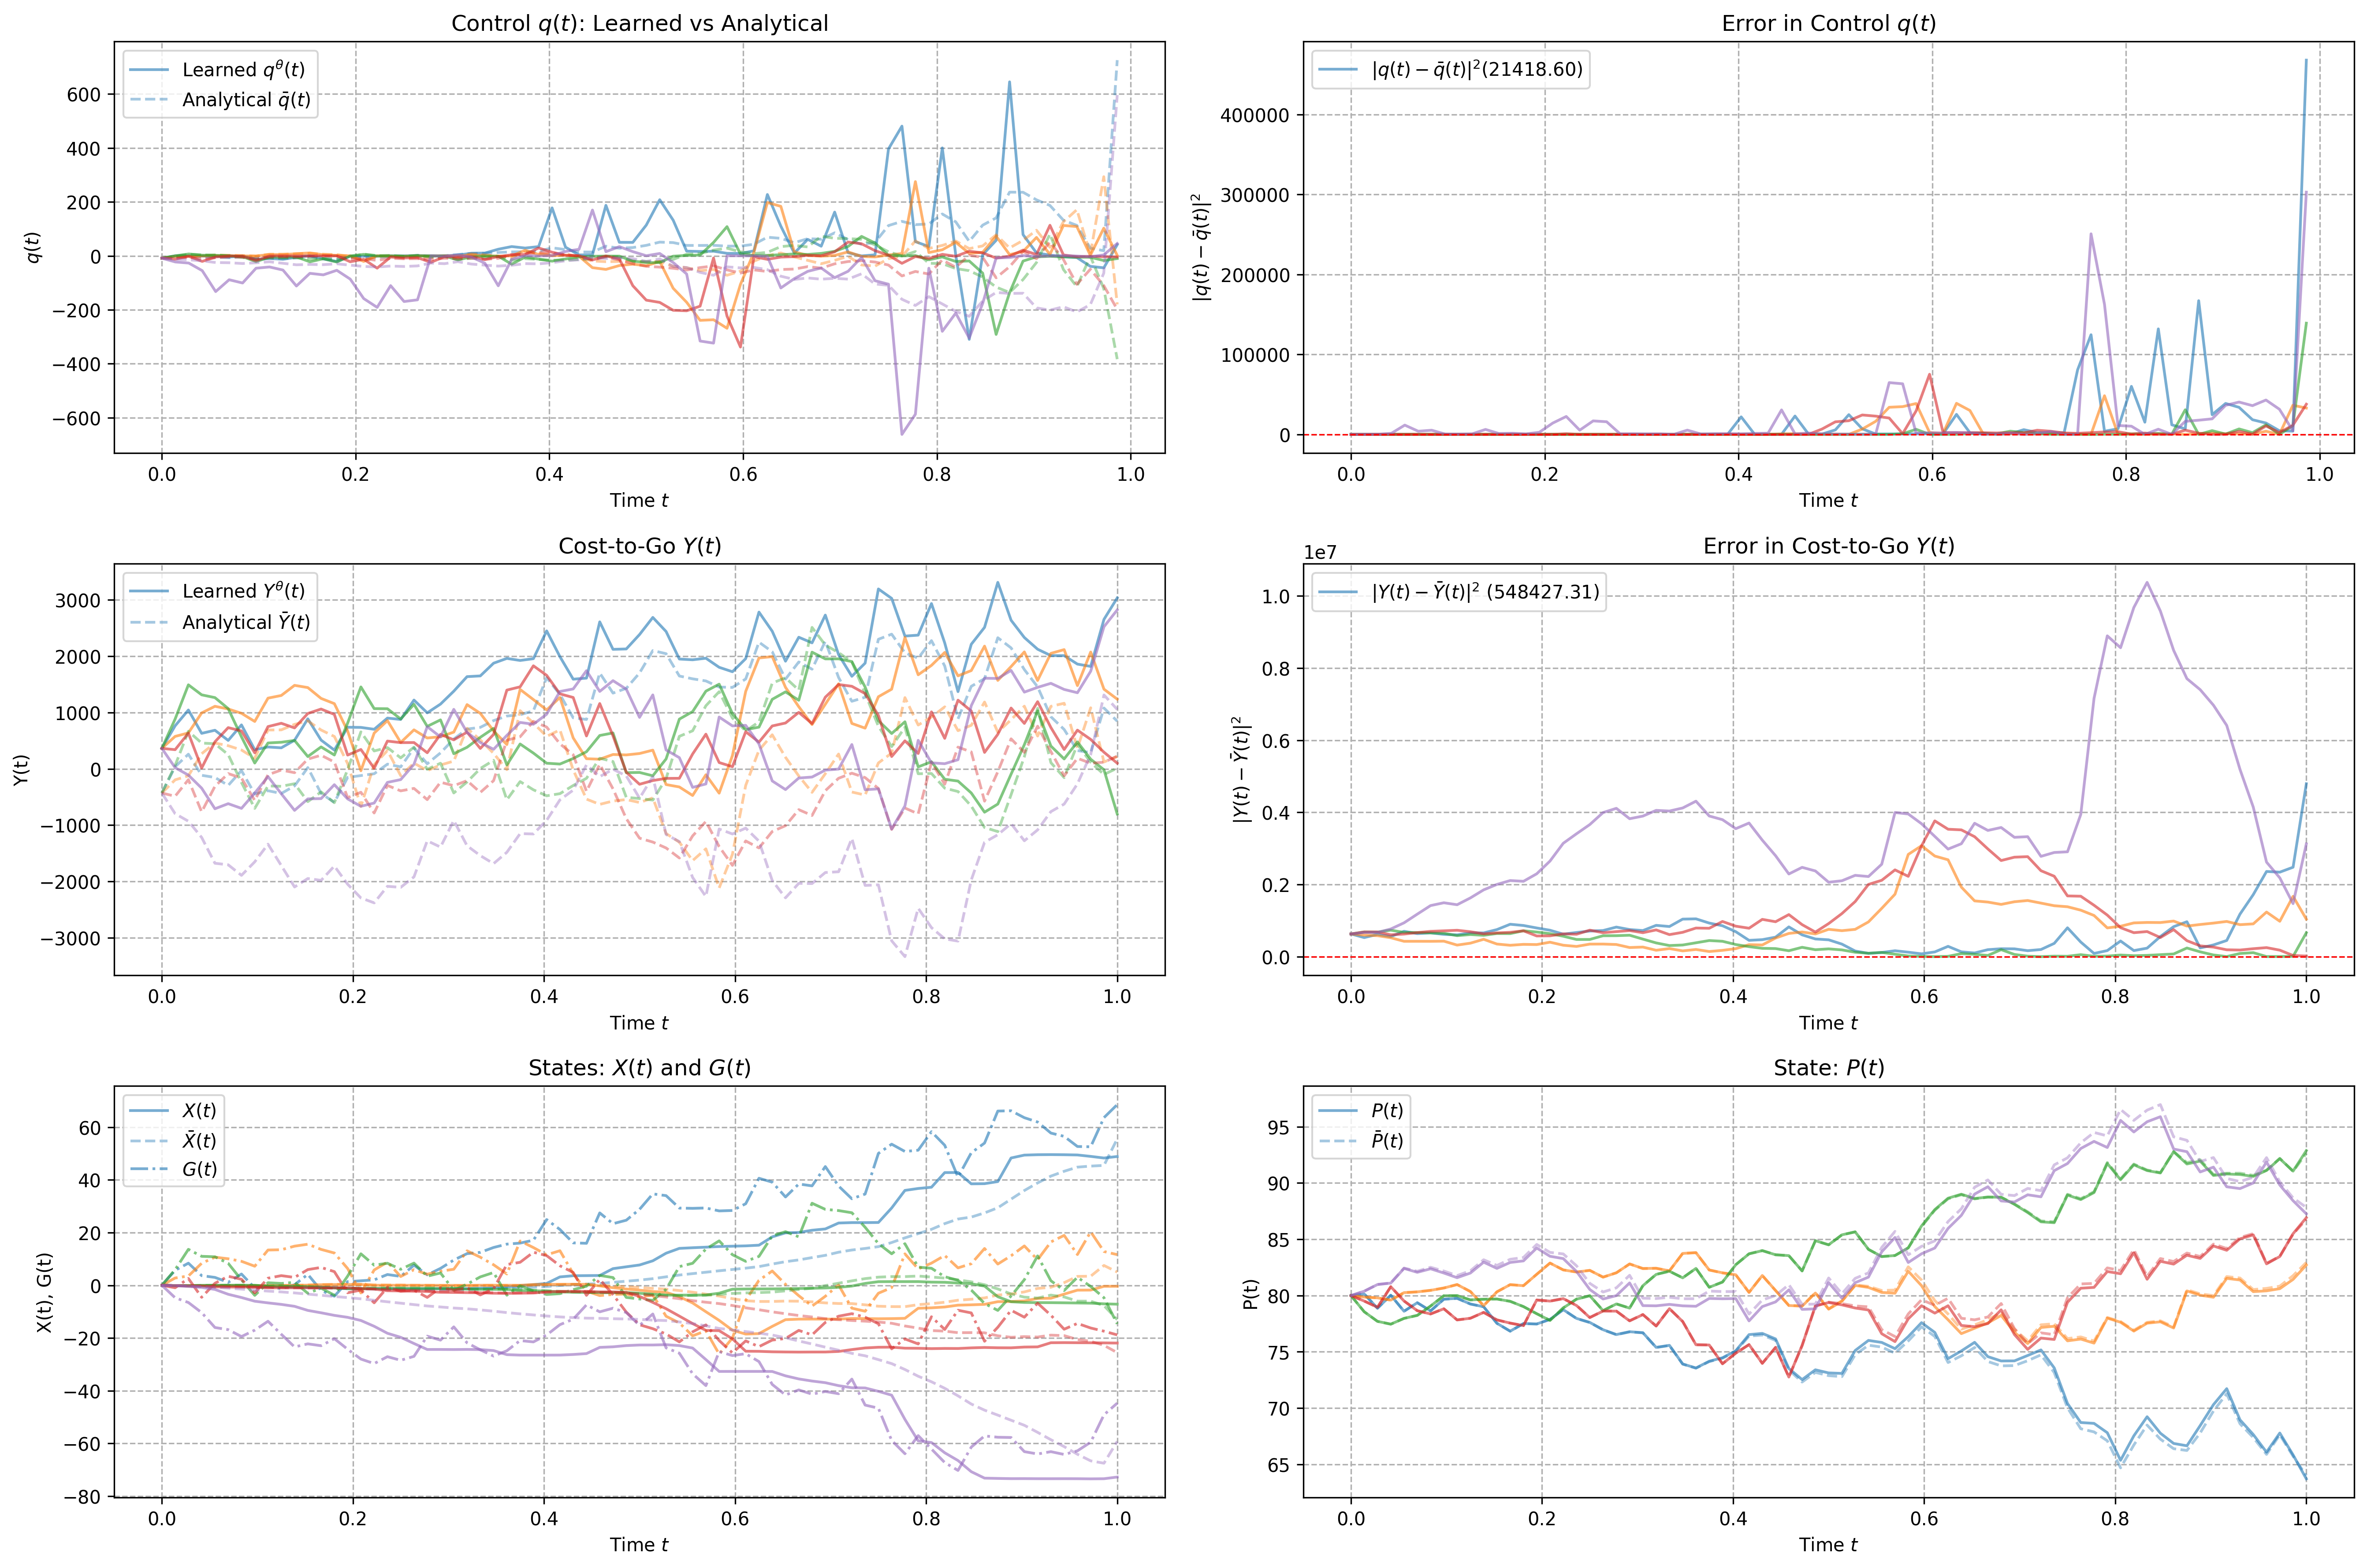 Control q(t): Learned vs Analytical
Learned q^θ(t)
Analytical q̄(t)
q(t)
600
400
200
0
−200
−400
−600
0.0 0.2 0.4 0.6 0.8 1.0
Time t
Error in Control q(t)
|q(t) − q̄(t)|²(21418.60)
|q(t) − q̄(t)|²
400000
300000
200000
100000
0
0.0 0.2 0.4 0.6 0.8 1.0
Time t
Cost-to-Go Y(t)
Learned Y^θ(t)
Analytical Ȳ(t)
Y(t)
3000
2000
1000
0
−1000
−2000
−3000
0.0 0.2 0.4 0.6 0.8 1.0
Time t
Error in Cost-to-Go Y(t)
1e7
|Y(t) − Ȳ(t)|² (548427.31)
|Y(t) − Ȳ(t)|²
1.0
0.8
0.6
0.4
0.2
0.0
0.0 0.2 0.4 0.6 0.8 1.0
Time t
States: X(t) and G(t)
X(t)
X̄(t)
G(t)
X(t), G(t)
60
40
20
0
−20
−40
−60
−80
0.0 0.2 0.4 0.6 0.8 1.0
Time t
State: P(t)
P(t)
P̄(t)
P(t)
95
90
85
80
75
70
65
0.0 0.2 0.4 0.6 0.8 1.0
Time t